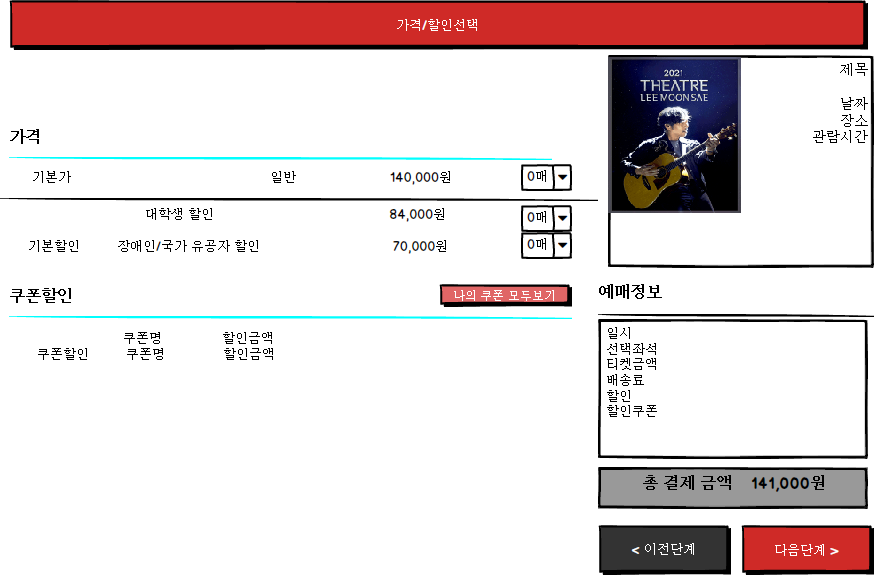 가격/할인선택
2021
THEATRE
LEE MOON SAE
제목
날짜
장소
관람시간
가격
기본가 일반 140,000원 0매
대학생 할인 84,000원 0매
기본할인 장애인/국가 유공자 할인 70,000원 0매
쿠폰할인 나의 쿠폰 모두보기
쿠폰명 할인금액
쿠폰할인 쿠폰명 할인금액
예매정보
일시
선택좌석
티켓금액
배송료
할인
할인쿠폰
총 결제 금액 141,000원
< 이전단계
다음단계 >